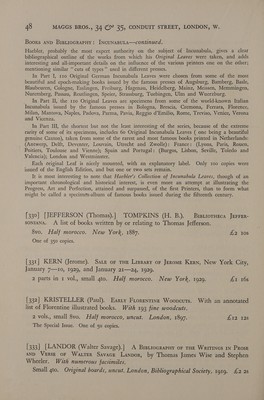 48 MAGGS BROS., 34 & 35, CONDUIT STREET, LONDON, W.
Books and Bibliography: Incunabula—continued.
Haebler, probably the most expert authority on the subject of Incunabula, gives a clear
bibliographical outline of the works from which his Original Leaves were taken, and adds
interesting and all-important details on the influence of the various printers one on the other;
mentioning similar "cuts of types" used in different presses.
In Part I, 110 Original German Incunabula Leaves were chosen from some of the most
beautiful and epoch-making books issued by the famous presses of Augsburg, Bamberg, Basle,
Blaubeuren, Cologne, Esslingen, Freiburg, Hagenau, Heidelberg, Mainz, Meissen, Memmingen,
Nuremberg, Passau, Reutlingen, Speier, Strassburg, Tuebingen, Ulm and Wuerzburg.
In Part II, the 110 Original Leaves are specimens from some of the world-known Italian
Incunabula issued by the famous presses in Bologna, Brescia, Cremona, Ferrara, Florence,
Milan, Mantova, Naples, Padova, Parma, Pavia, Reggio d'Emilio, Rome, Treviso, Venice, Verona
and Vicenza.
In Part III, the shortest but not the least interesting of the series, because of the extreme
rarity of some of its specimens, includes 60 Original Incunabula Leaves (one being a beautiful
genuine Caxton), taken from some of the rarest and most famous books printed in Netherlands
(Antwerp, Delft, Deventer, Louvain, Utrecht and Zwolle); France: (Lyons, Paris, Rouen,
Poitiers, Toulouse and Vienne); Spain and Portugal: (Burgos, Lisbon, Seville, Toledo and
Valencia); London and Westminster.
Each original Leaf is nicely mounted, with an explanatory label. Only 100 copies were
issued of the English Edition, and but one or two sets remain.
It is most interesting to note that Haebler's Collection of Incunabula Leaves, though of an
important chronological and historical interest, is even more an attempt at illustrating the
Progress, Art and Perfection, attained and surpassed, of the first Printers, than is from what
might be called a specimen-album of famous books issued during the fifteenth century.
[330] [JEFFERSON (Thomas).] TOMPKINS (H. B.). Bibliotheca Jeffer-
soniana. A list of books written by or relating to Thomas Jefferson.
8vo. Half morocco. New York, 1887. £2 10s
One of 350 copies.
[331] KERN (Jerome). Sale of the Library of Jerome Kern, New York City,
January 7—10, 1929, and January 21—24, 1929.
2 parts in 1 vol., small 4to. Half morocco. New York, 1929. £1 16s
[332] KRISTELLER (Paul). Early Florentine Woodcuts. With an annotated
list of Florentine illustrated books. With 193 fine woodcuts.
2 vols., small 8vo. Half morocco, uncut. London, 1897. £12 12s
The Special Issue. One of 50 copies.
[333] [LANDOR (Walter Savage).] A Bibliography of the Writings in Prose
and Verse of Walter Savage Landor, by Thomas James Wise and Stephen
Wheeler. With numerous facsimiles.
Small 4to. Original boards, uncut, London, Bibliographical Society, 1919. £2 2s